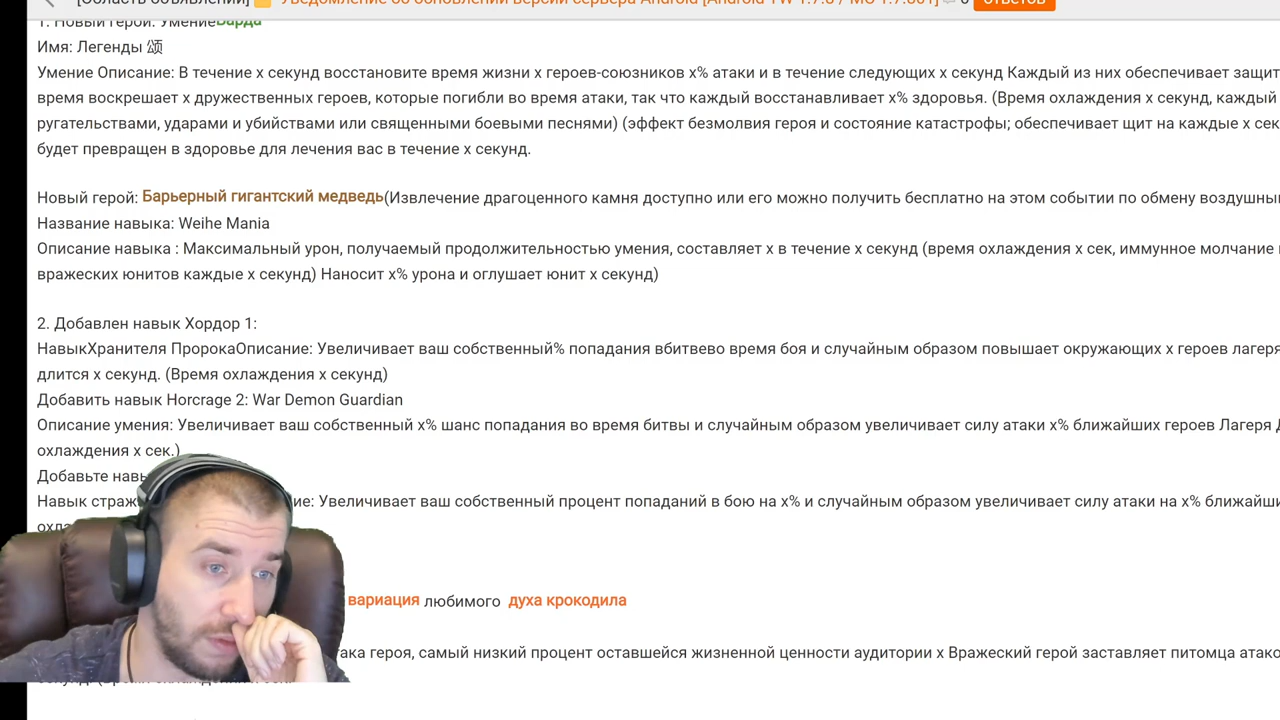 [Область объявлений] Уведомление об обновлении версии сервера Android [Android TW 1.7.8 / MC 1.7.801] 0 ответов
1. Новый герой: УмениеБарда
Имя: Легенды 颂
Умение Описание: В течение x секунд восстановите время жизни x героев-союзников x% атаки и в течение следующих x секунд Каждый из них обеспечивает защит
время воскрешает x дружественных героев, которые погибли во время атаки, так что каждый восстанавливает x% здоровья. (Время охлаждения x секунд, каждый
ругательствами, ударами и убийствами или священными боевыми песнями) (эффект безмолвия героя и состояние катастрофы; обеспечивает щит на каждые x сек
будет превращен в здоровье для лечения вас в течение x секунд.
Новый герой: Барьерный гигантский медведь(Извлечение драгоценного камня доступно или его можно получить бесплатно на этом событии по обмену воздушны
Название навыка: Weihe Mania
Описание навыка : Максимальный урон, получаемый продолжительностью умения, составляет x в течение x секунд (время охлаждения x сек, иммунное молчание
вражеских юнитов каждые x секунд) Наносит x% урона и оглушает юнит x секунд)
2. Добавлен навык Хордор 1:
НавыкХранителя ПророкаОписание: Увеличивает ваш собственный% попадания вбитвево время боя и случайным образом повышает окружающих x героев лагеря
длится x секунд. (Время охлаждения x секунд)
Добавить навык Horcrage 2: War Demon Guardian
Описание умения: Увеличивает ваш собственный x% шанс попадания во время битвы и случайным образом увеличивает силу атаки x% ближайших героев Лагеря
охлаждения x сек.)
Добавьте навы
Навык страж ие: Увеличивает ваш собственный процент попаданий в бою на x% и случайным образом увеличивает силу атаки на x% ближайши
охла
вариация любимого духа крокодила
така героя, самый низкий процент оставшейся жизненной ценности аудитории x Вражеский герой заставляет питомца атако